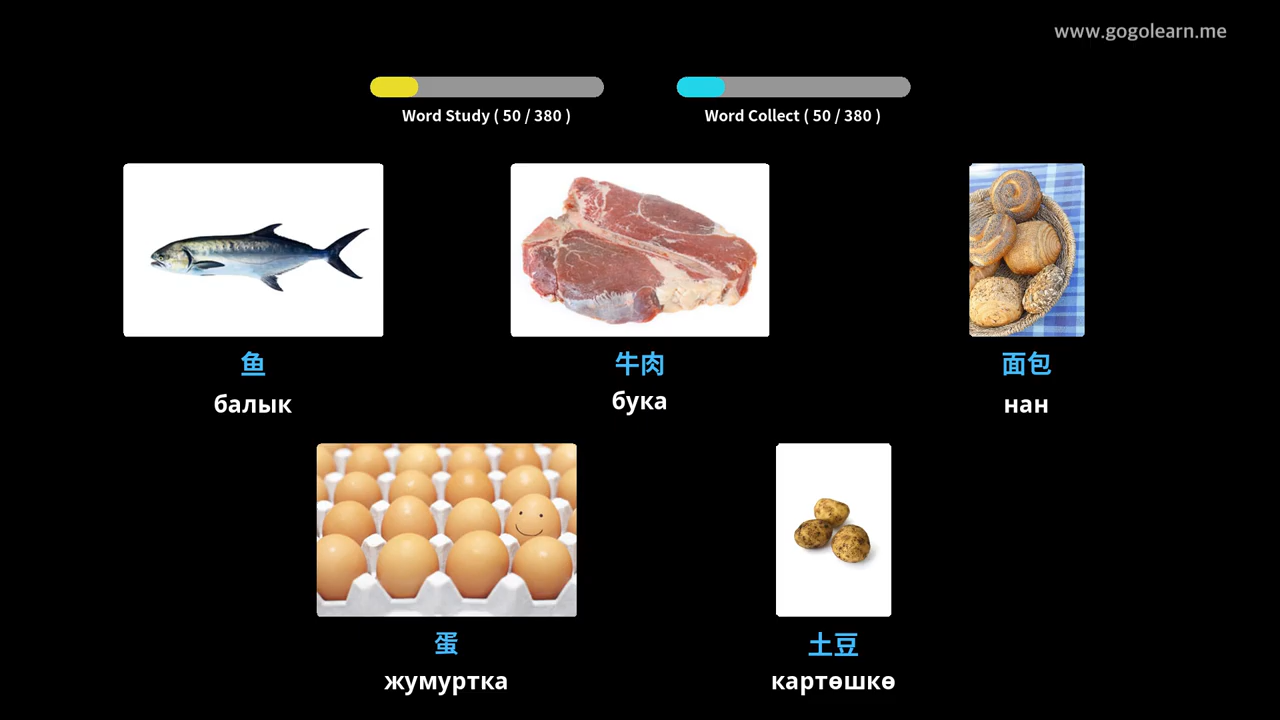 www.gogolearn.me
Word Study ( 50 / 380 )
Word Collect ( 50 / 380 )
鱼
балык
牛肉
бука
面包
нан
蛋
жумуртка
土豆
картөшкө